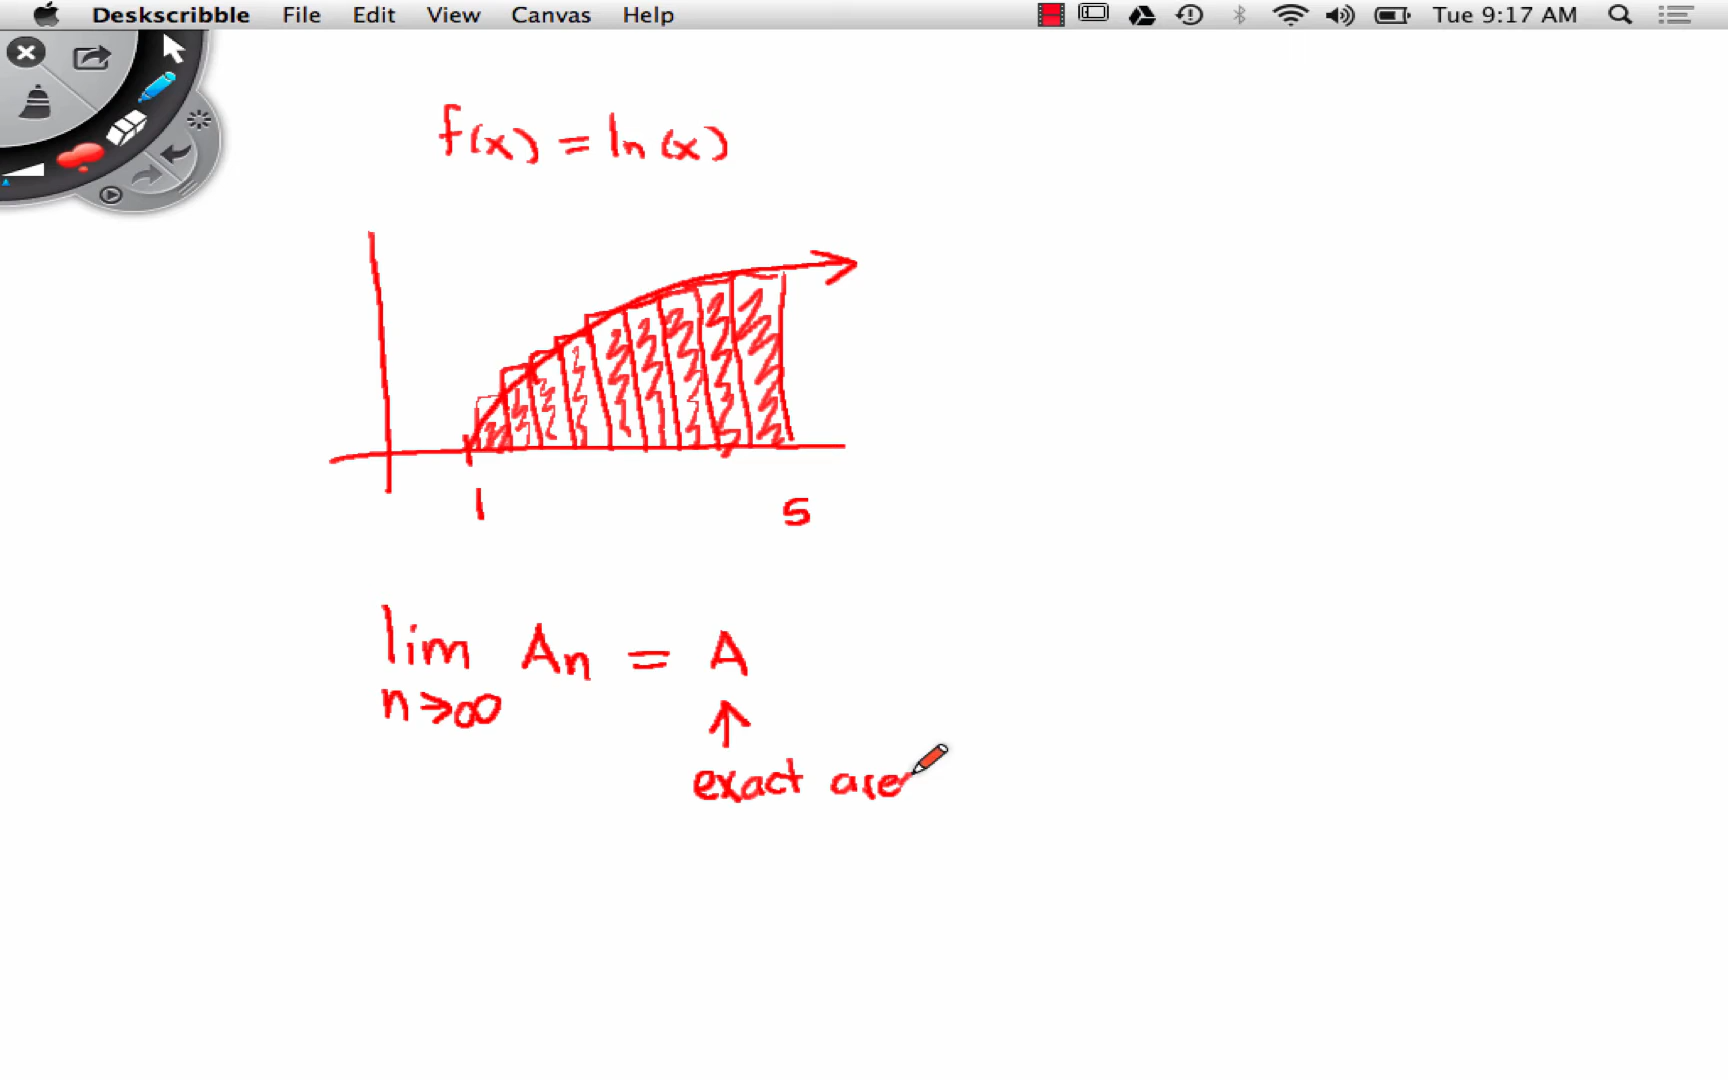 Deskscribble File Edit View Canvas Help Tue 9:17 AM
f(x) = ln(x)
1 5
lim An = A
n→∞
↑
exact are